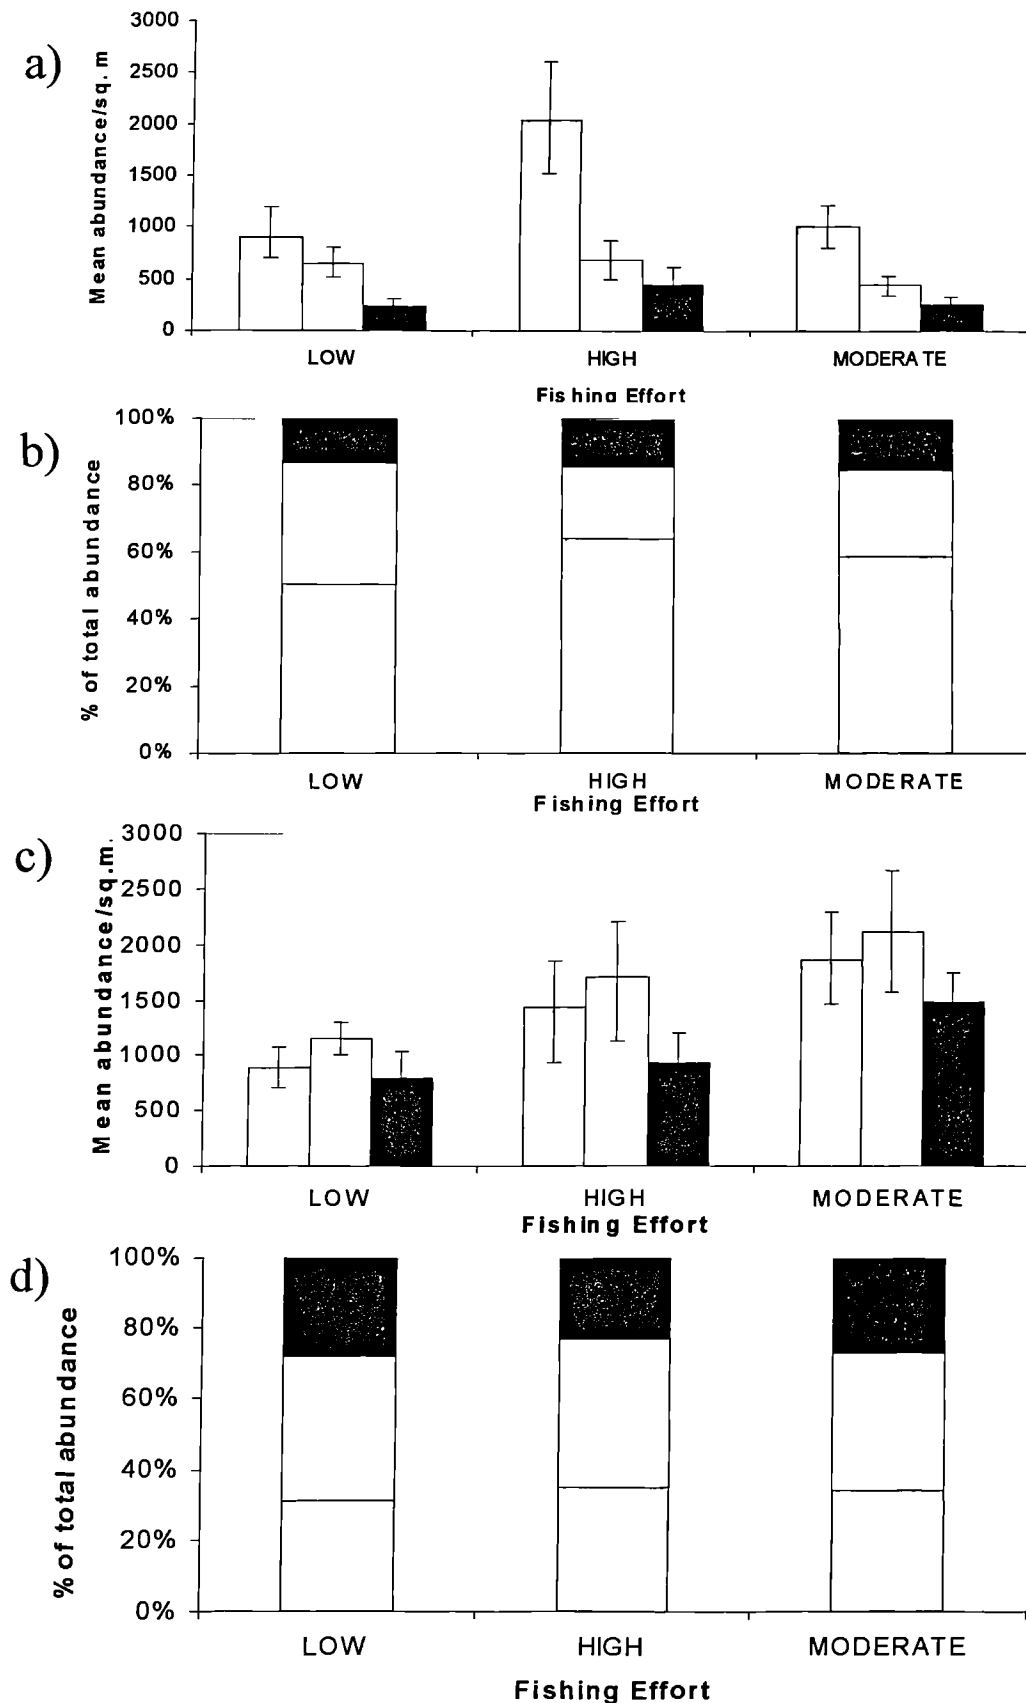 a)
Mean abundance/sq. m
3000
2500
2000
1500
1000
500
0
LOW HIGH MODERATE
Fishing Effort
b)
% of total abundance
100%
80%
60%
40%
20%
0%
LOW HIGH MODERATE
Fishing Effort
c)
Mean abundance/sq.m.
3000
2500
2000
1500
1000
500
0
LOW HIGH MODERATE
Fishing Effort
d)
% of total abundance
100%
80%
60%
40%
20%
0%
LOW HIGH MODERATE
Fishing Effort